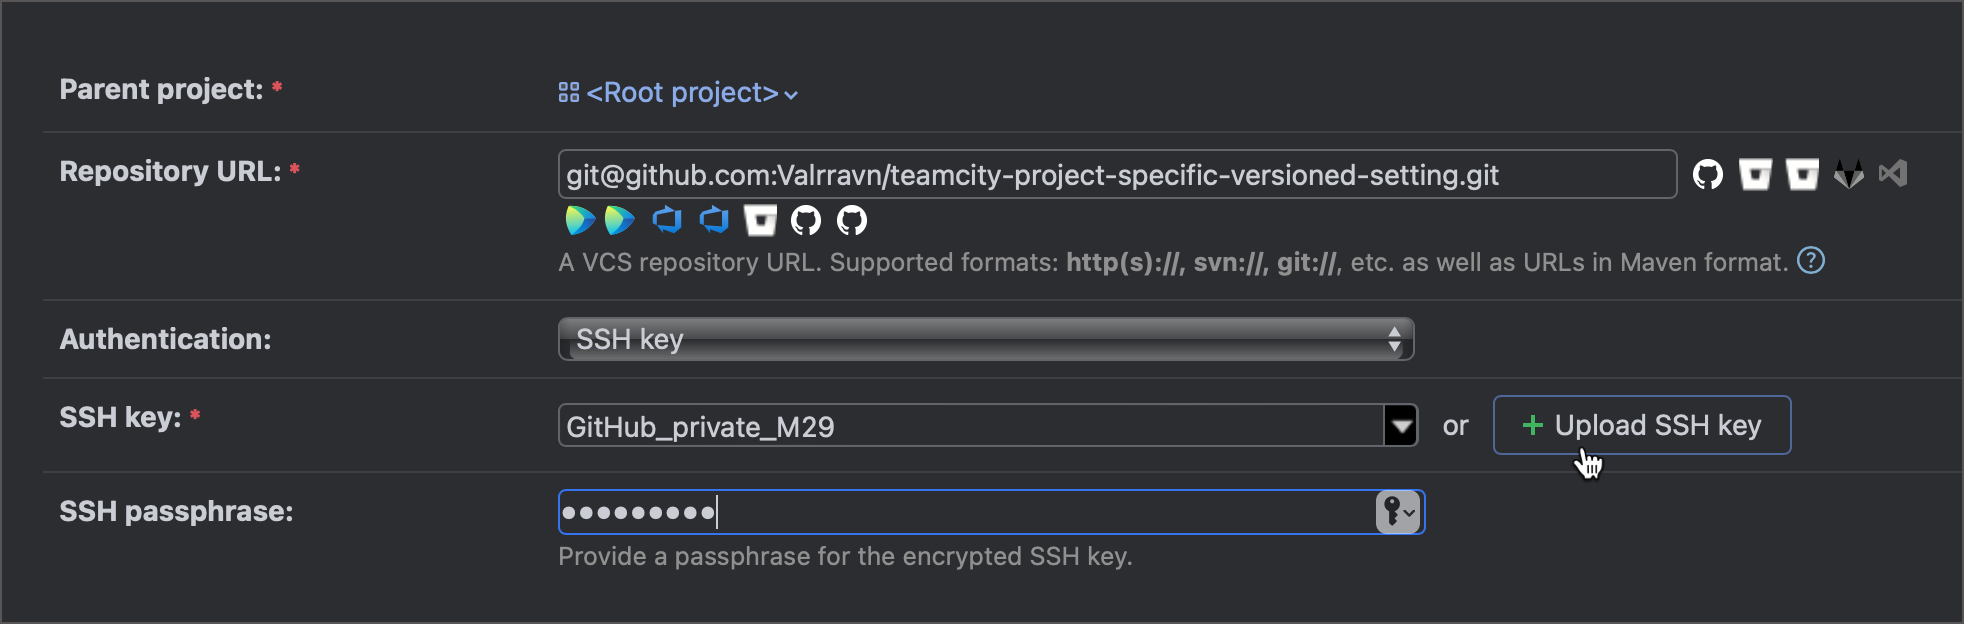 Parent project: *
<Root project>
Repository URL: *
git@github.com:Valrravn/teamcity-project-specific-versioned-setting.git
A VCS repository URL. Supported formats: http(s)://, svn://, git://, etc. as well as URLs in Maven format. ?
Authentication:
SSH key
SSH key: *
GitHub_private_M29
or
+ Upload SSH key
SSH passphrase:
•••••••••
Provide a passphrase for the encrypted SSH key.